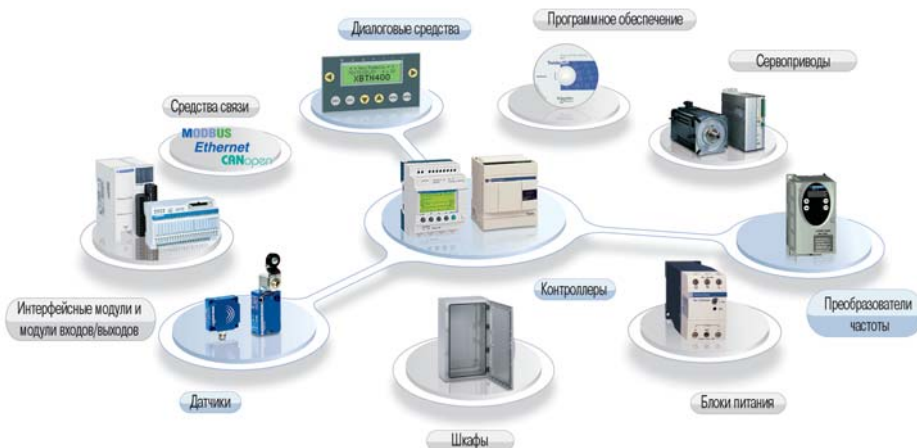 Диалоговые средства
Программное обеспечение
Сервоприводы
XBTN400
Средства связи
MODBUS
Ethernet
CANopen
Контроллеры
Интерфейсные модули и
модули входов/выходов
Преобразователи
частоты
Датчики
Блоки питания
Шкафы